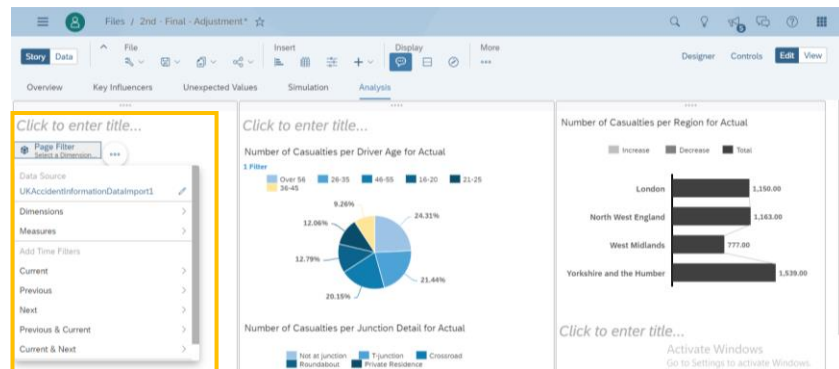 Files / 2nd - Final - Adjustment*
Story Data
File
Insert
Display
More
Designer Controls Edit View
Overview Key Influencers Unexpected Values Simulation Analysis
Click to enter title...
Page Filter
Select a Dimension...
Data Source
UKAccidentInformationDataImport1
Dimensions
Measures
Add Time Filters
Current
Previous
Next
Previous & Current
Current & Next
Click to enter title...
Number of Casualties per Driver Age for Actual
1 Filter
Over 56 26-35 46-55 16-20 21-25
36-45
9.26%
24.31%
12.06%
12.79%
21.44%
20.15%
Number of Casualties per Junction Detail for Actual
Not at junction T-junction Crossroad
Roundabout Private Residence
Number of Casualties per Region for Actual
Increase Decrease Total
London 1,150.00
North West England 1,163.00
West Midlands 777.00
Yorkshire and the Humber 1,539.00
Click to enter title...
Activate Windows
Go to Settings to activate Windows.